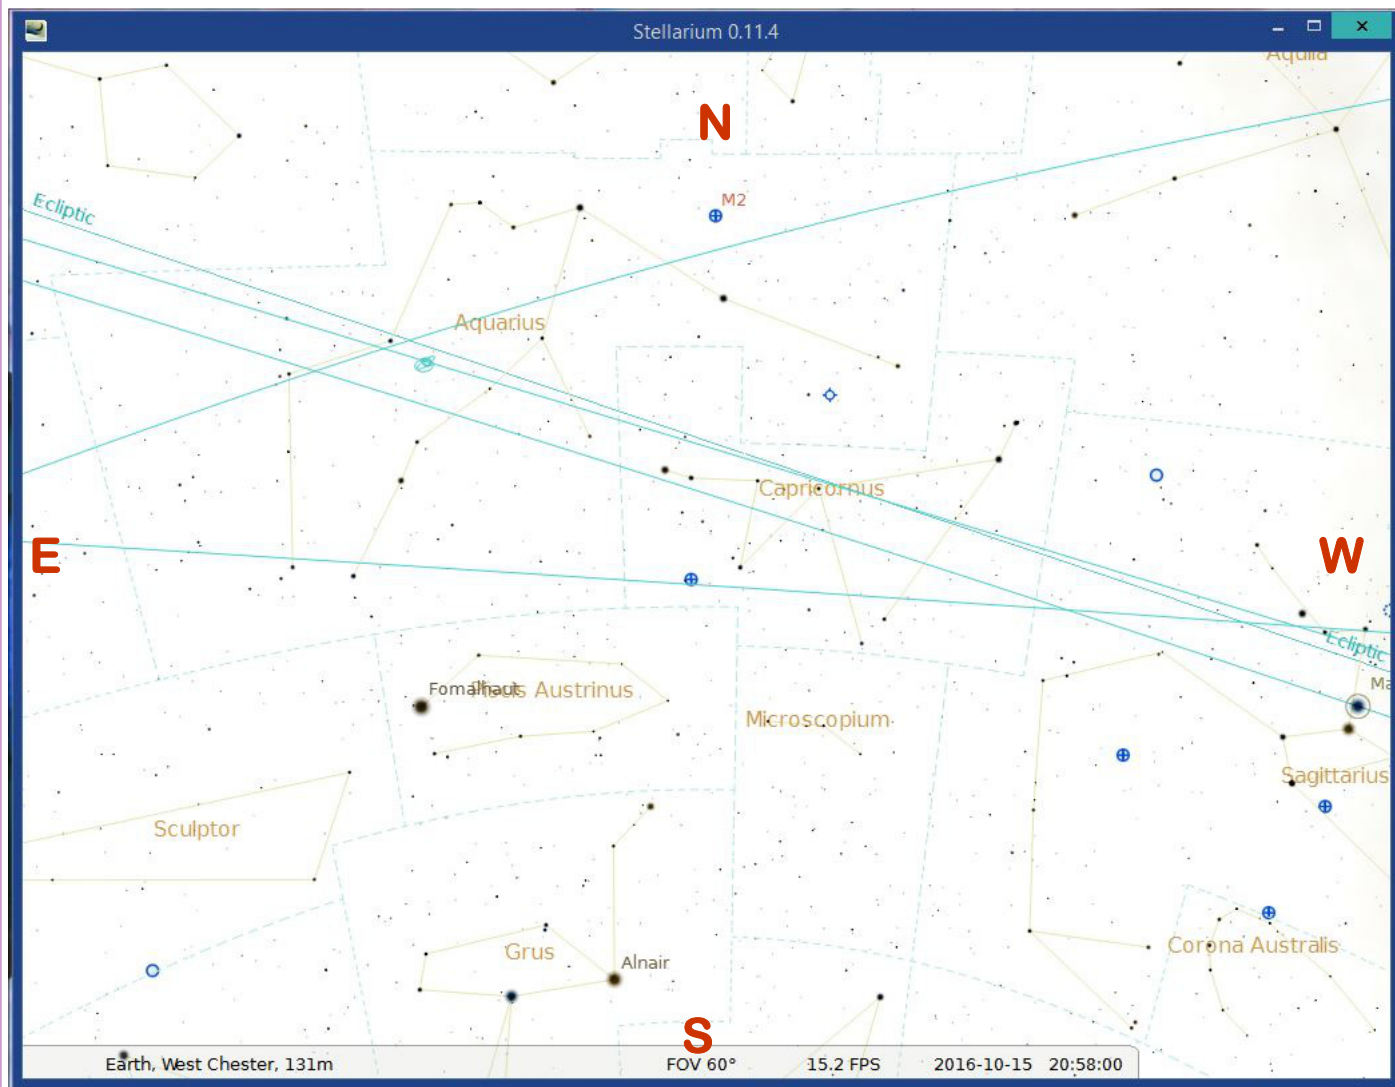 Stellarium 0.11.4
Aquila
N
M2
Ecliptic
Aquarius
Capricornus
E
W
Ecliptic
Fomalhaut
Piscis Austrinus
Ma
Microscopium
Sagittarius
Sculptor
Grus
Alnair
Corona Australis
S
Earth, West Chester, 131m FOV 60° 15.2 FPS 2016-10-15 20:58:00